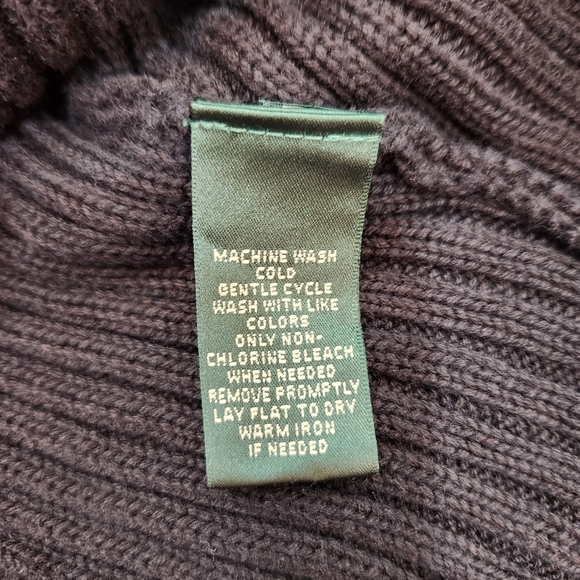 MACHINE WASH
COLD
GENTLE CYCLE
WASH WITH LIKE
COLORS
ONLY NON-
CHLORINE BLEACH
WHEN NEEDED
REMOVE PROMPTLY
LAY FLAT TO DRY
WARM IRON
IF NEEDED